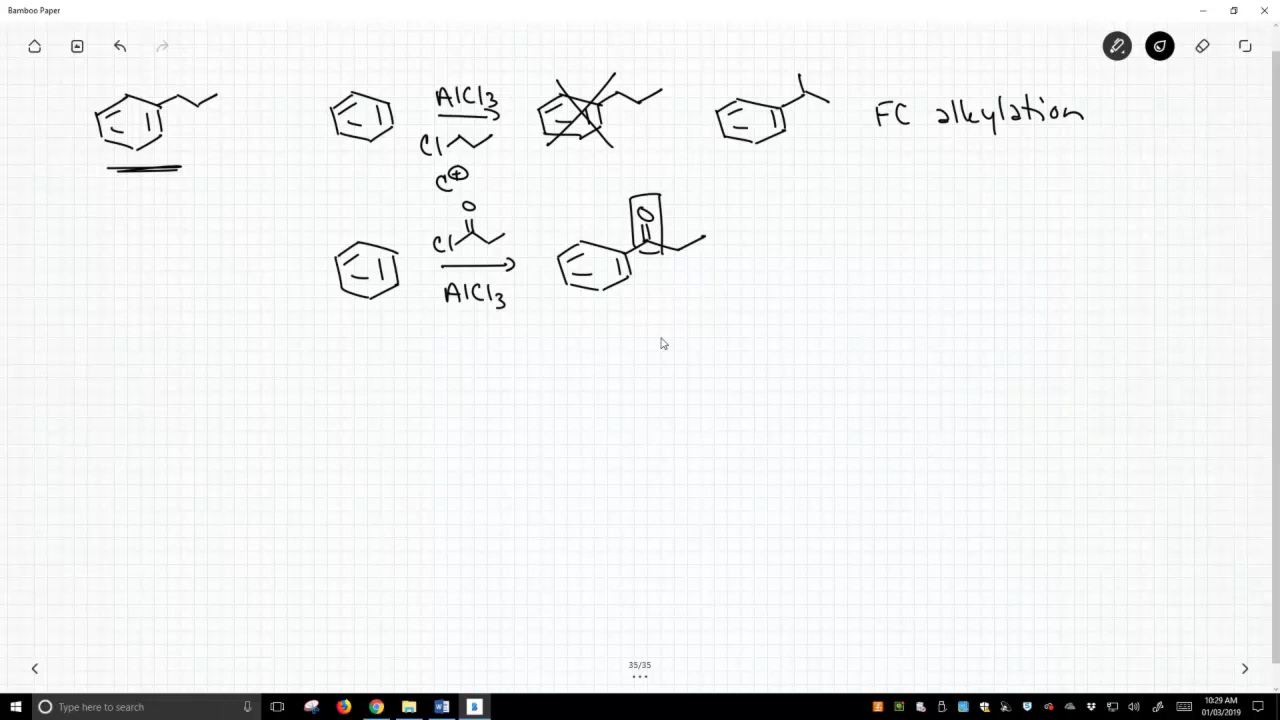 Bamboo Paper
AlCl3
FC alkylation
Cl
C+
O
Cl
O
AlCl3
35/35
Type here to search
10:29 AM
01/03/2019